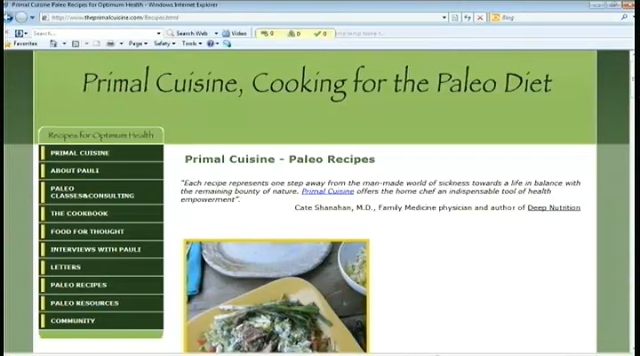 Primal Cuisine Paleo Recipes for Optimum Health - Windows Internet Explorer
http://www.theprimalcuisine.com/Recipes.html
Bing
Search...
Search Web
Video
Favorites
Page
Safety
Tools
Primal Cuisine, Cooking for the Paleo Diet
Recipes for Optimum Health
PRIMAL CUISINE
ABOUT PAULI
PALEO
CLASSES&CONSULTING
THE COOKBOOK
FOOD FOR THOUGHT
INTERVIEWS WITH PAULI
LETTERS
PALEO RECIPES
PALEO RESOURCES
COMMUNITY
Primal Cuisine - Paleo Recipes
"Each recipe represents one step away from the man-made world of sickness towards a life in balance with
the remaining bounty of nature. Primal Cuisine offers the home chef an indispensable tool of health
empowerment".
Cate Shanahan, M.D., Family Medicine physician and author of Deep Nutrition